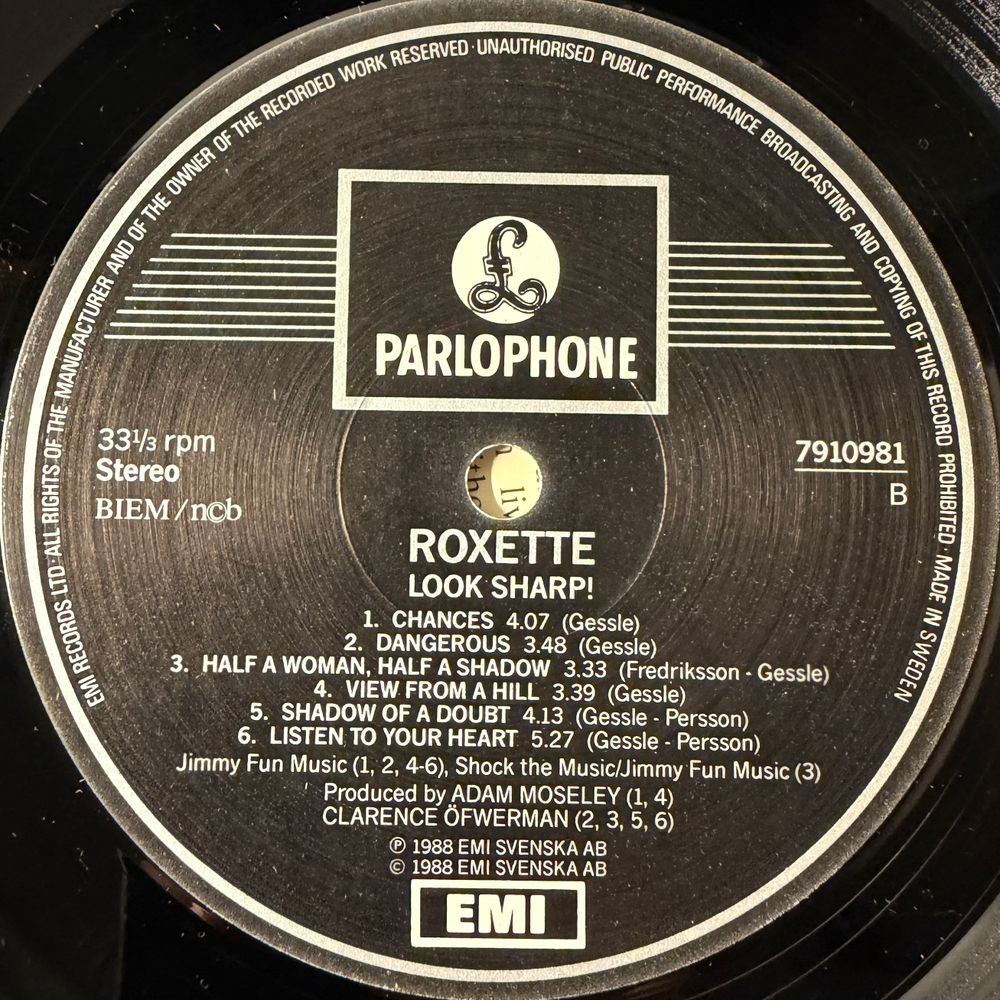 EMI RECORDS LTD · ALL RIGHTS OF THE MANUFACTURER AND OF THE OWNER OF THE RECORDED WORK RESERVED · UNAUTHORISED PUBLIC PERFORMANCE BROADCASTING AND COPYING OF THIS RECORD PROHIBITED · MADE IN SWEDEN
£
PARLOPHONE
33⅓ rpm
Stereo
BIEM / n©b
7910981
B
ROXETTE
LOOK SHARP!
1. CHANCES 4.07 (Gessle)
2. DANGEROUS 3.48 (Gessle)
3. HALF A WOMAN, HALF A SHADOW 3.33 (Fredriksson - Gessle)
4. VIEW FROM A HILL 3.39 (Gessle)
5. SHADOW OF A DOUBT 4.13 (Gessle - Persson)
6. LISTEN TO YOUR HEART 5.27 (Gessle - Persson)
Jimmy Fun Music (1, 2, 4-6), Shock the Music/Jimmy Fun Music (3)
Produced by ADAM MOSELEY (1, 4)
CLARENCE ÖFWERMAN (2, 3, 5, 6)
℗ 1988 EMI SVENSKA AB
© 1988 EMI SVENSKA AB
EMI